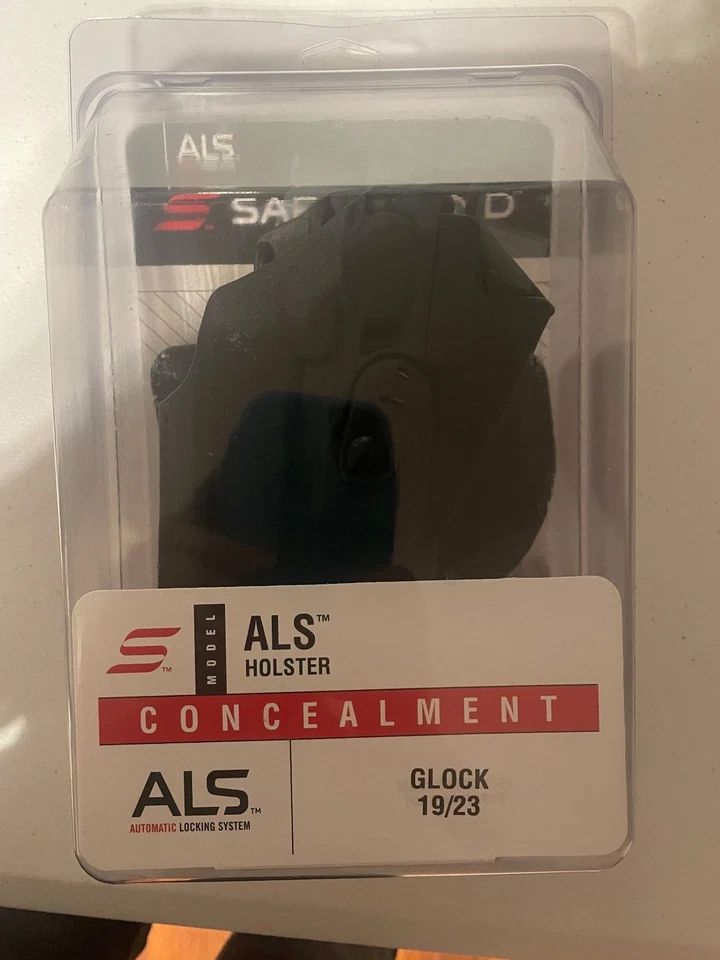 ALS
MODEL
ALS™
HOLSTER
CONCEALMENT
ALS™
AUTOMATIC LOCKING SYSTEM
GLOCK
19/23